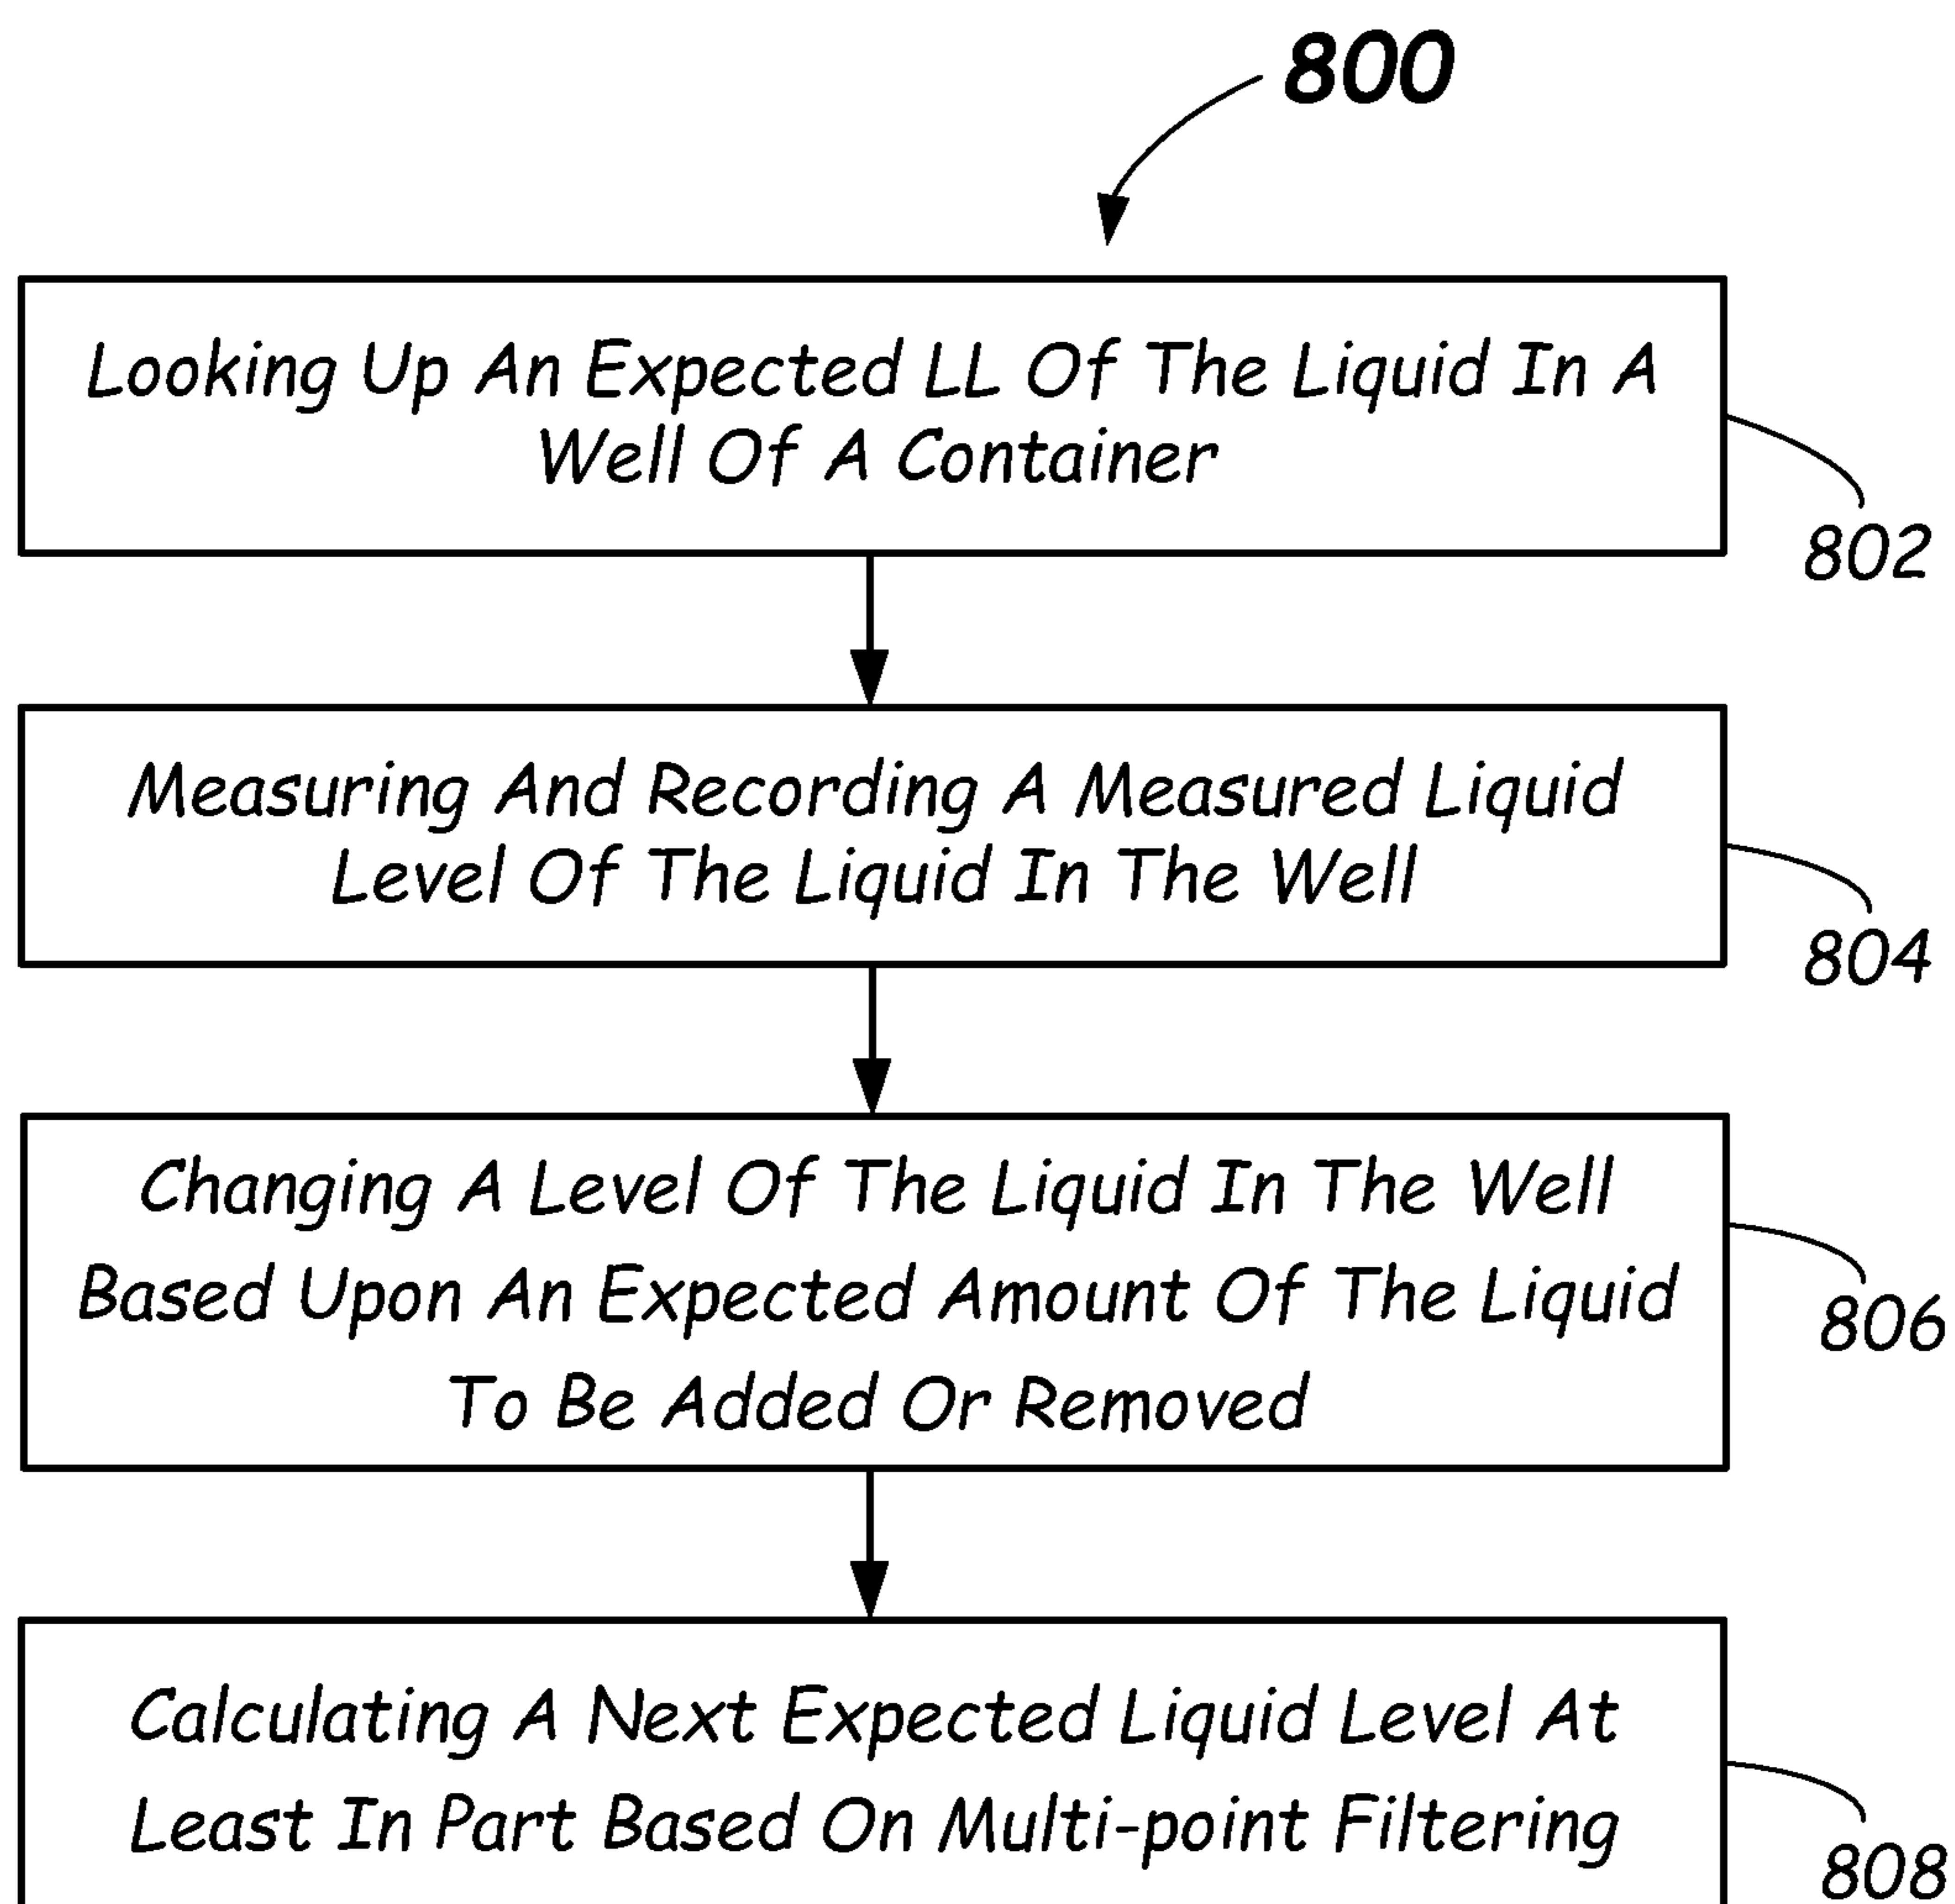 800
Looking Up An Expected LL Of The Liquid In A
Well Of A Container
802
Measuring And Recording A Measured Liquid
Level Of The Liquid In The Well
804
Changing A Level Of The Liquid In The Well
Based Upon An Expected Amount Of The Liquid
To Be Added Or Removed
806
Calculating A Next Expected Liquid Level At
Least In Part Based On Multi-point Filtering
808